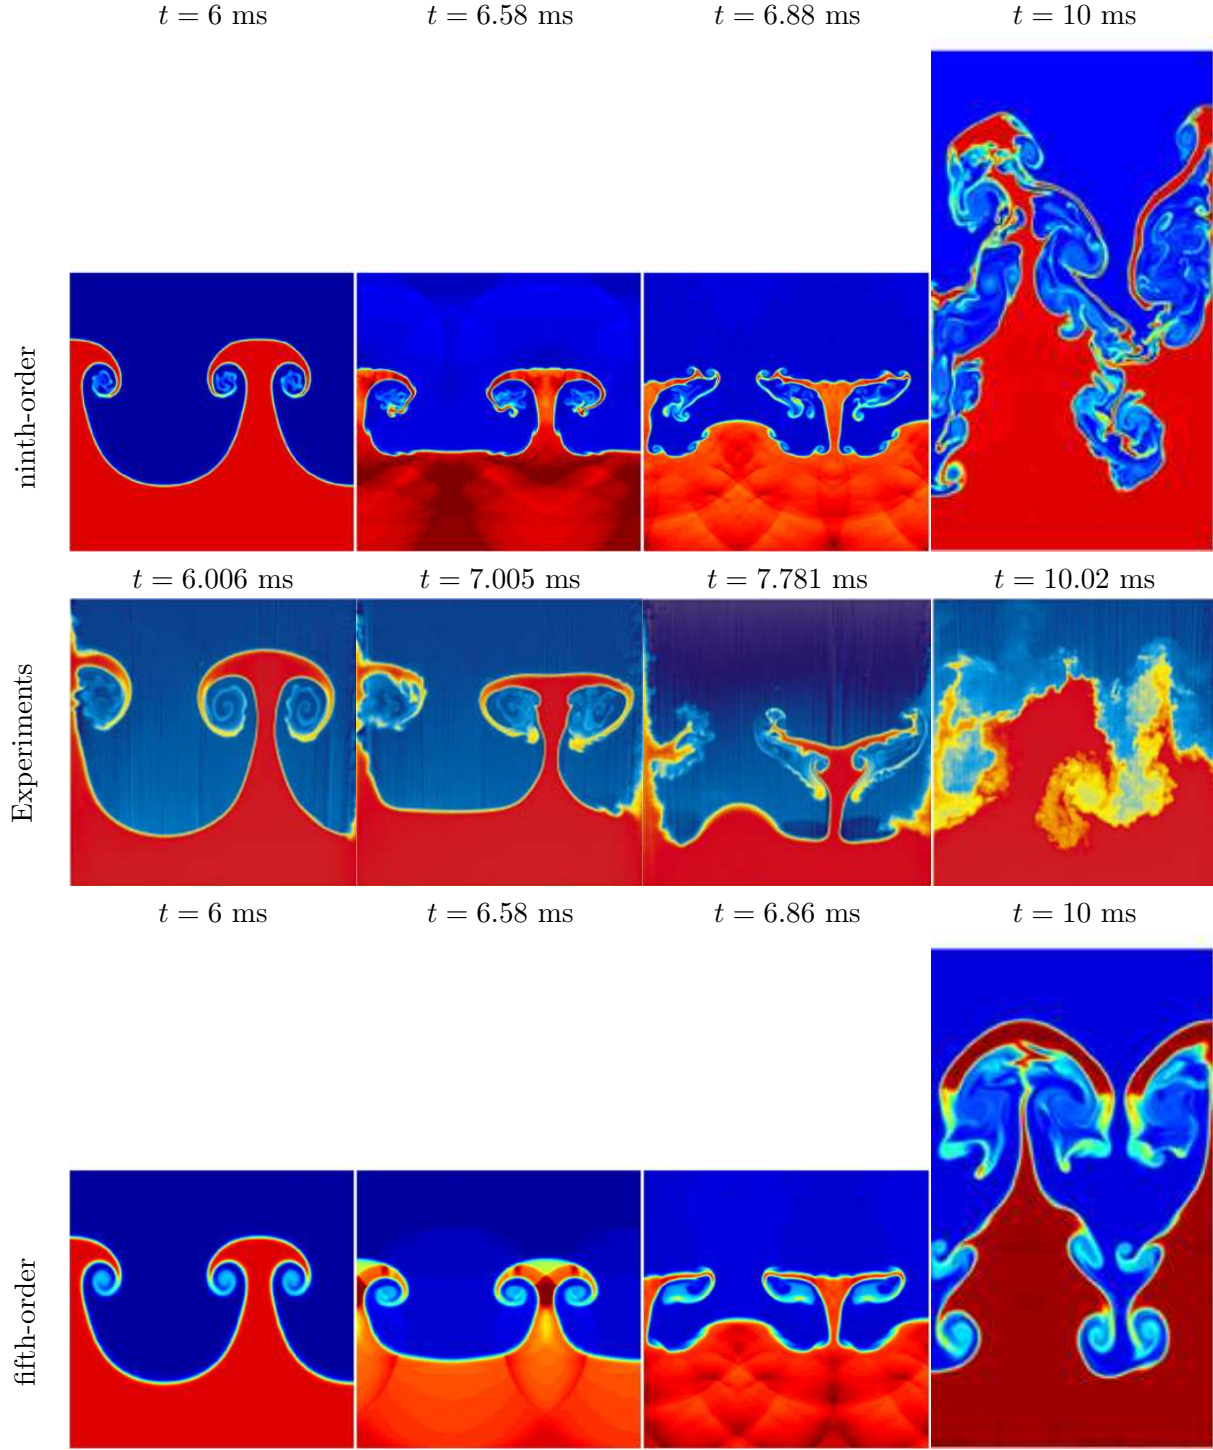 t = 6 ms
t = 6.58 ms
t = 6.88 ms
t = 10 ms
ninth-order
t = 6.006 ms
t = 7.005 ms
t = 7.781 ms
t = 10.02 ms
Experiments
t = 6 ms
t = 6.58 ms
t = 6.86 ms
t = 10 ms
fifth-order